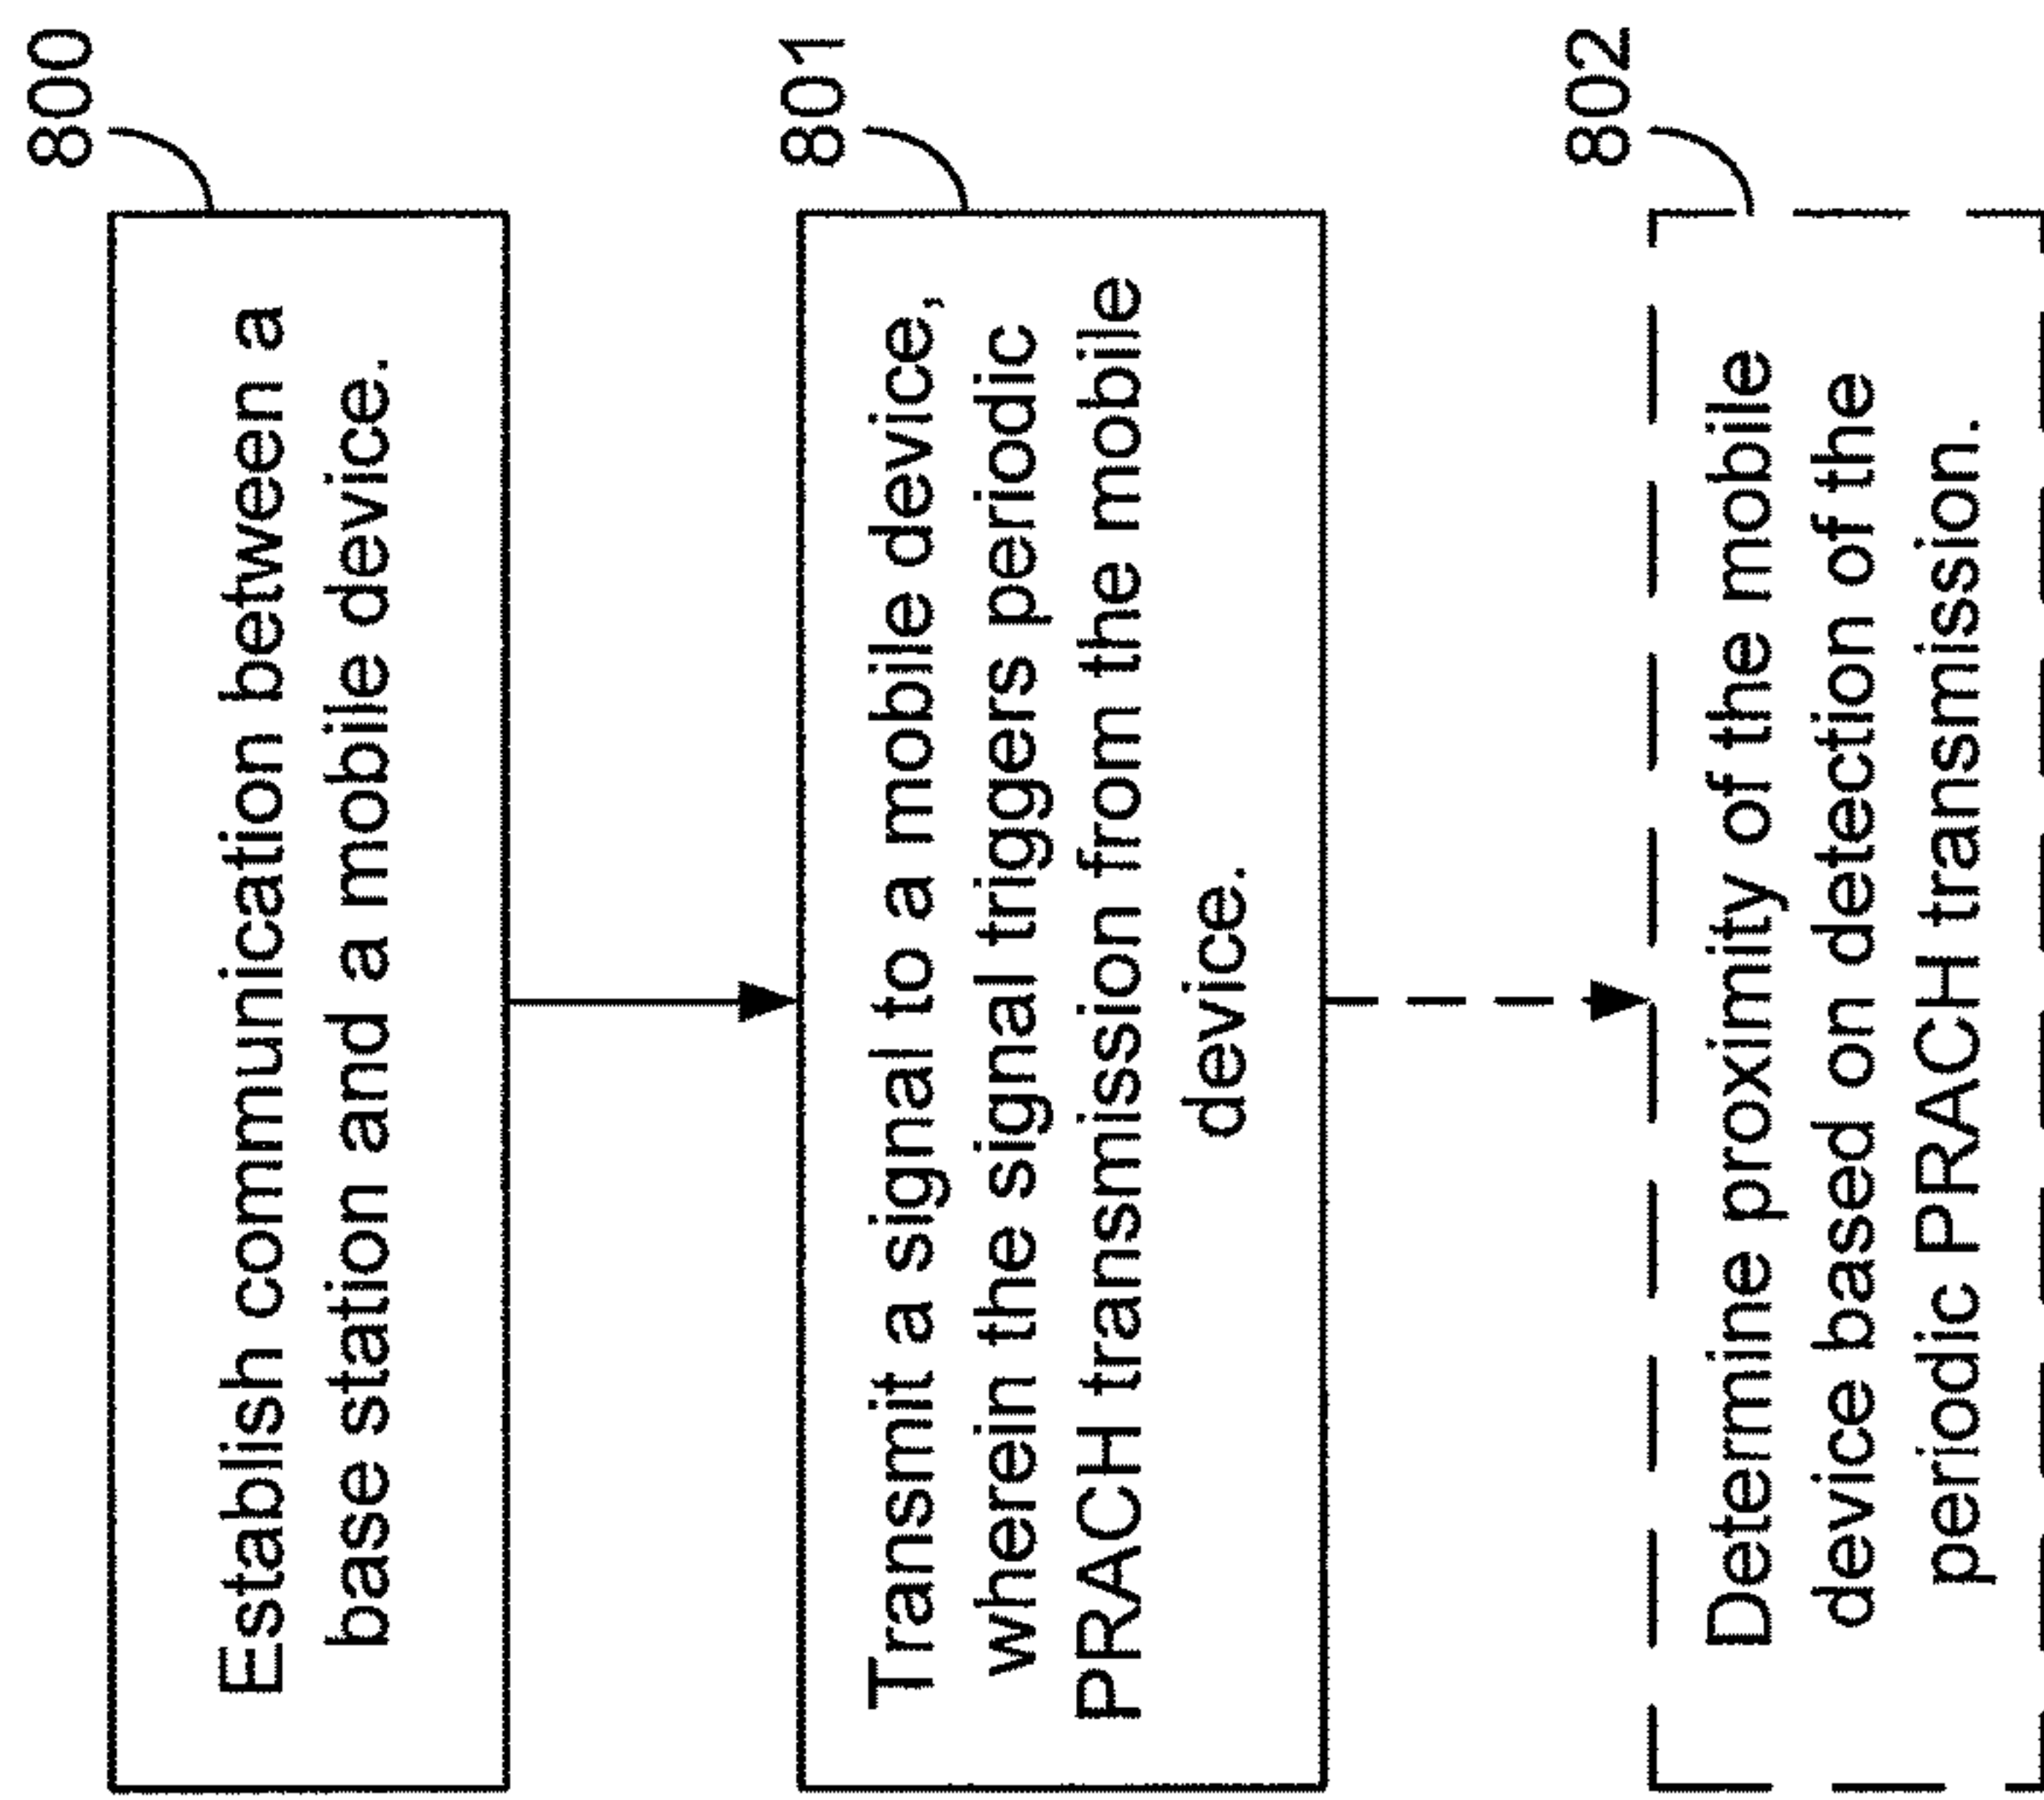 800
Establish communication between a
base station and a mobile device.
801
Transmit a signal to a mobile device,
wherein the signal triggers periodic
PRACH transmission from the mobile
device.
802
Determine proximity of the mobile
device based on detection of the
periodic PRACH transmission.